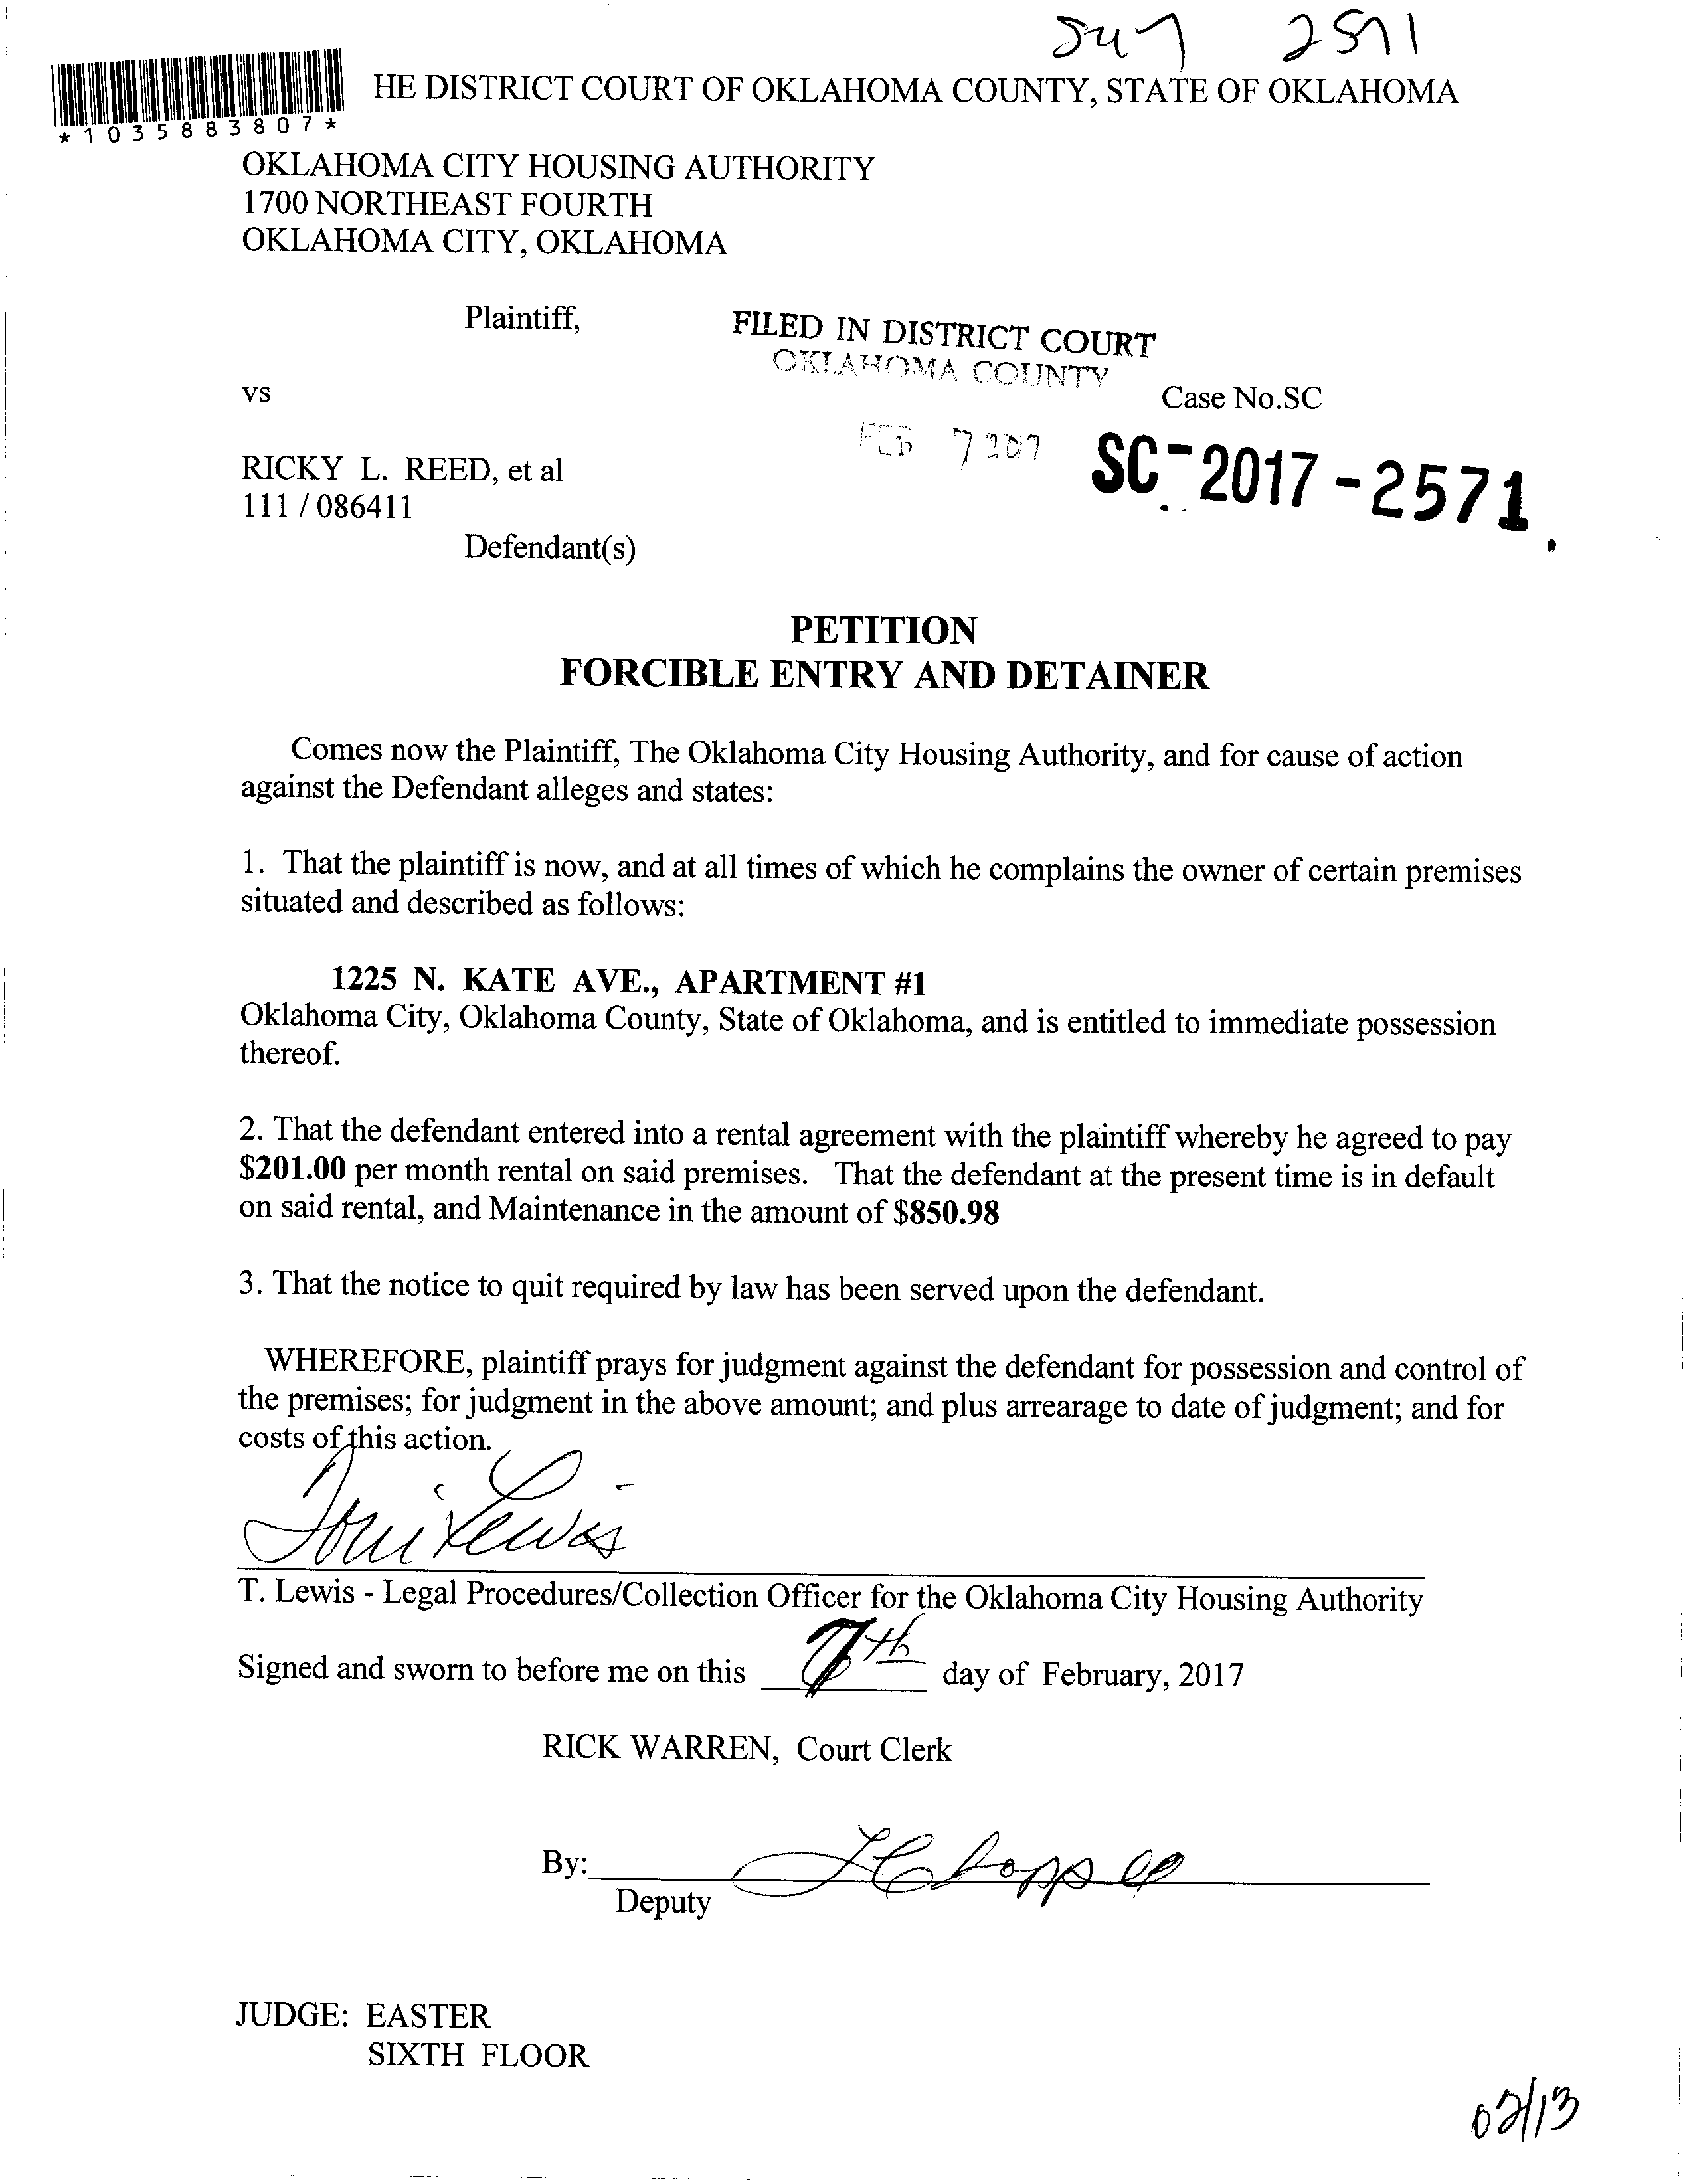 HE DISTRICT COURT OF OKLAHOMA COUNTY, STATE OF OKLAHOMA
*1035883807*
OKLAHOMA CITY HOUSING AUTHORITY
1700 NORTHEAST FOURTH
OKLAHOMA CITY, OKLAHOMA
Plaintiff,
FILED IN DISTRICT COURT
OKLAHOMA COUNTY
vs
Case No.SC
FEB 7
SC-2017-2571
RICKY L. REED, et al
111 / 086411
Defendant(s)
PETITION
FORCIBLE ENTRY AND DETAINER
Comes now the Plaintiff, The Oklahoma City Housing Authority, and for cause of action
against the Defendant alleges and states:
1. That the plaintiff is now, and at all times of which he complains the owner of certain premises
situated and described as follows:
1225 N. KATE AVE., APARTMENT #1
Oklahoma City, Oklahoma County, State of Oklahoma, and is entitled to immediate possession
thereof.
2. That the defendant entered into a rental agreement with the plaintiff whereby he agreed to pay
$201.00 per month rental on said premises. That the defendant at the present time is in default
on said rental, and Maintenance in the amount of $850.98
3. That the notice to quit required by law has been served upon the defendant.
WHEREFORE, plaintiff prays for judgment against the defendant for possession and control of
the premises; for judgment in the above amount; and plus arrearage to date of judgment; and for
costs of this action.
Toni Lewis
T. Lewis - Legal Procedures/Collection Officer for the Oklahoma City Housing Authority
Signed and sworn to before me on this 7th day of February, 2017
RICK WARREN, Court Clerk
By:
Deputy
JUDGE: EASTER
SIXTH FLOOR
02/13